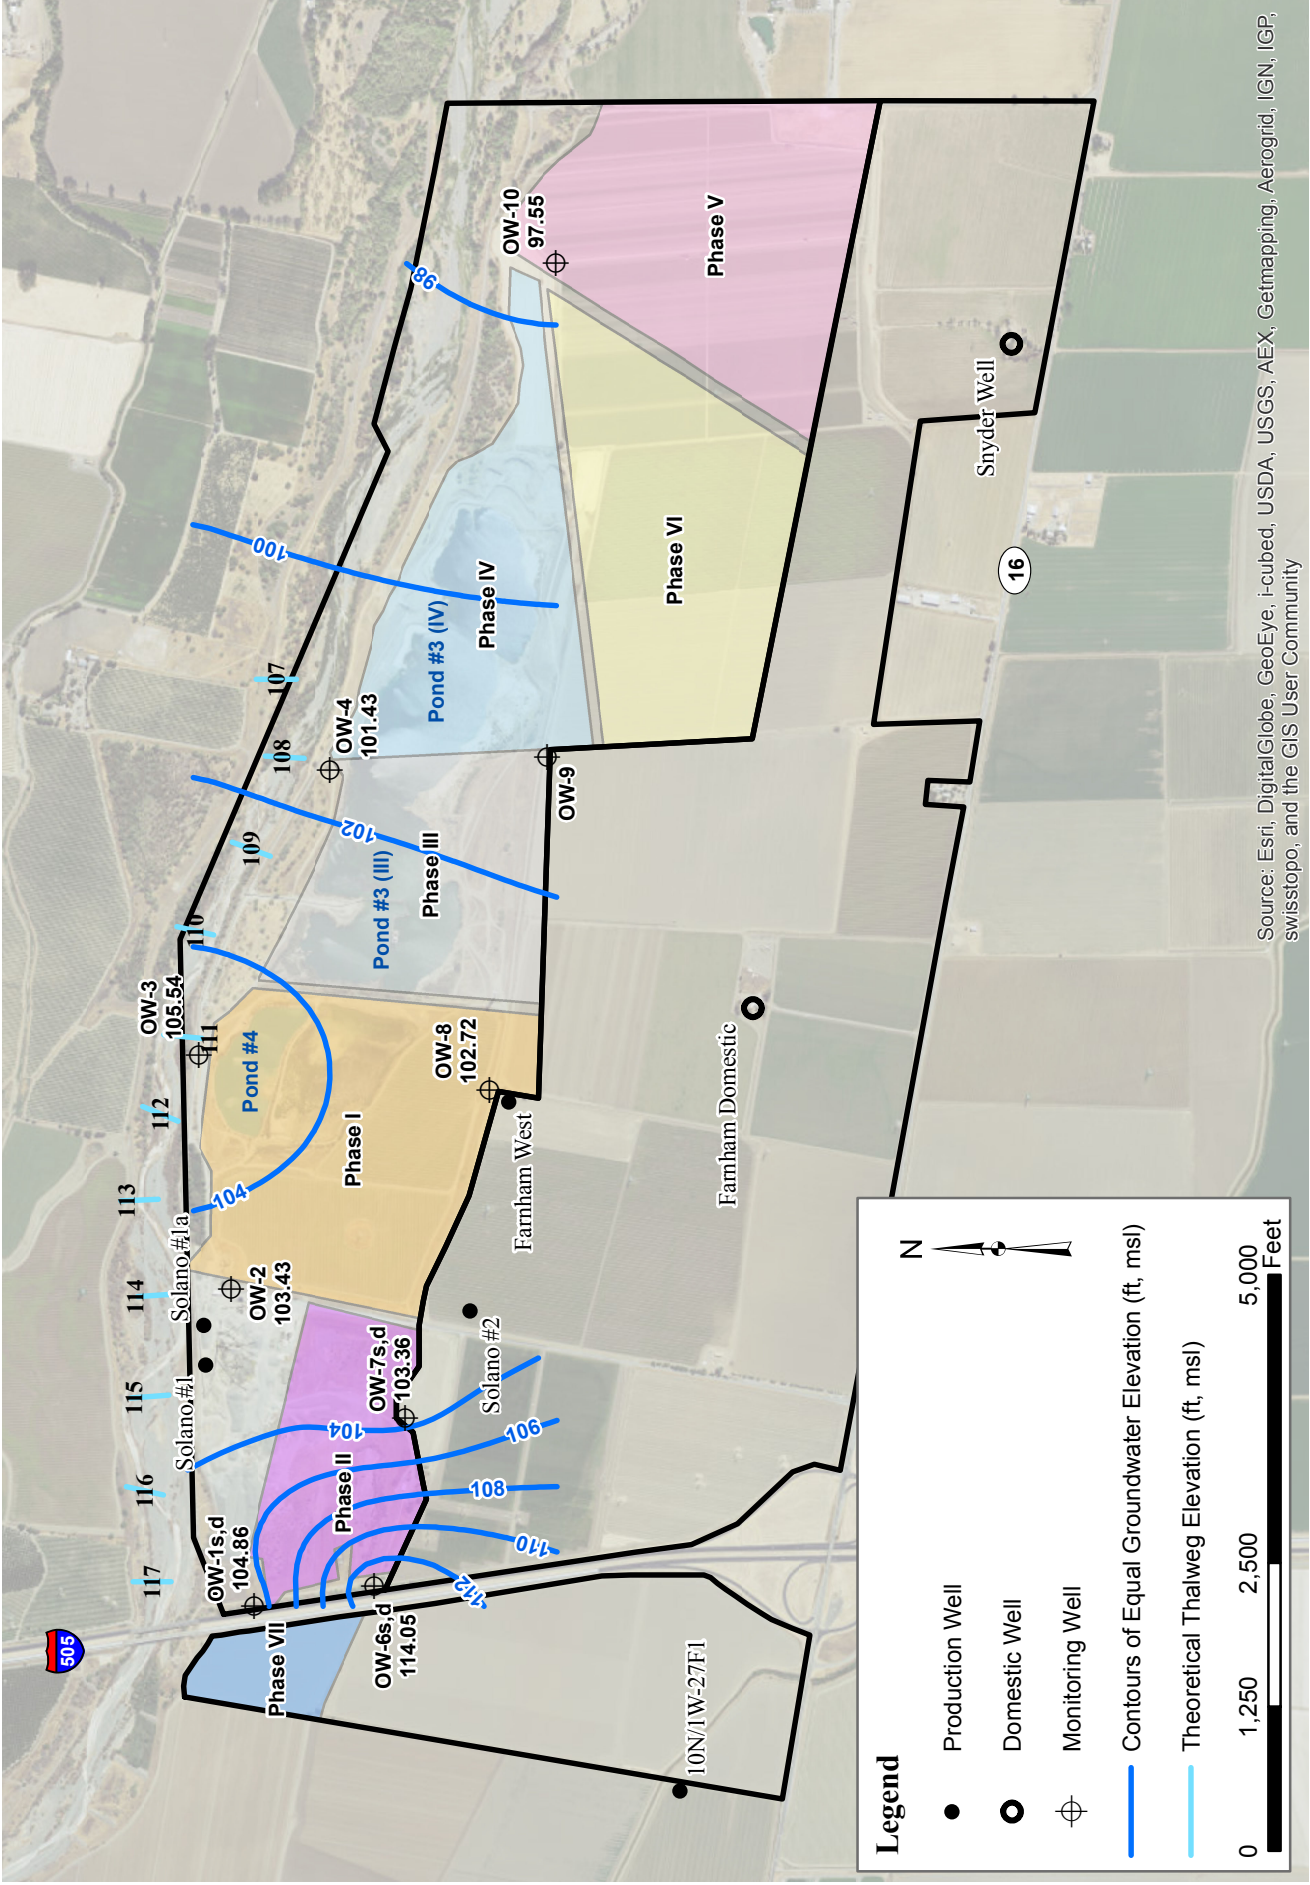 505
117
116
115
114
113
112
111
110
109
108
107
Solano #1
Solano #1a
OW-1s,d
104.86
OW-2
103.43
OW-3
105.54
OW-4
101.43
OW-6s,d
114.05
OW-7s,d
103.36
OW-8
102.72
OW-9
OW-10
97.55
104
106
108
110
112
104
102
100
98
Phase VII
Phase II
Phase I
Pond #4
Phase III
Pond #3 (III)
Phase IV
Pond #3 (IV)
Phase VI
Phase V
Solano #2
Farnham West
Farnham Domestic
Snyder Well
10N/1W-27F1
16
Legend
Production Well
Domestic Well
Monitoring Well
Contours of Equal Groundwater Elevation (ft, msl)
Theoretical Thalweg Elevation (ft, msl)
N
0 1,250 2,500 5,000
Feet
Source: Esri, DigitalGlobe, GeoEye, i-cubed, USDA, USGS, AEX, Getmapping, Aerogrid, IGN, IGP,
swisstopo, and the GIS User Community